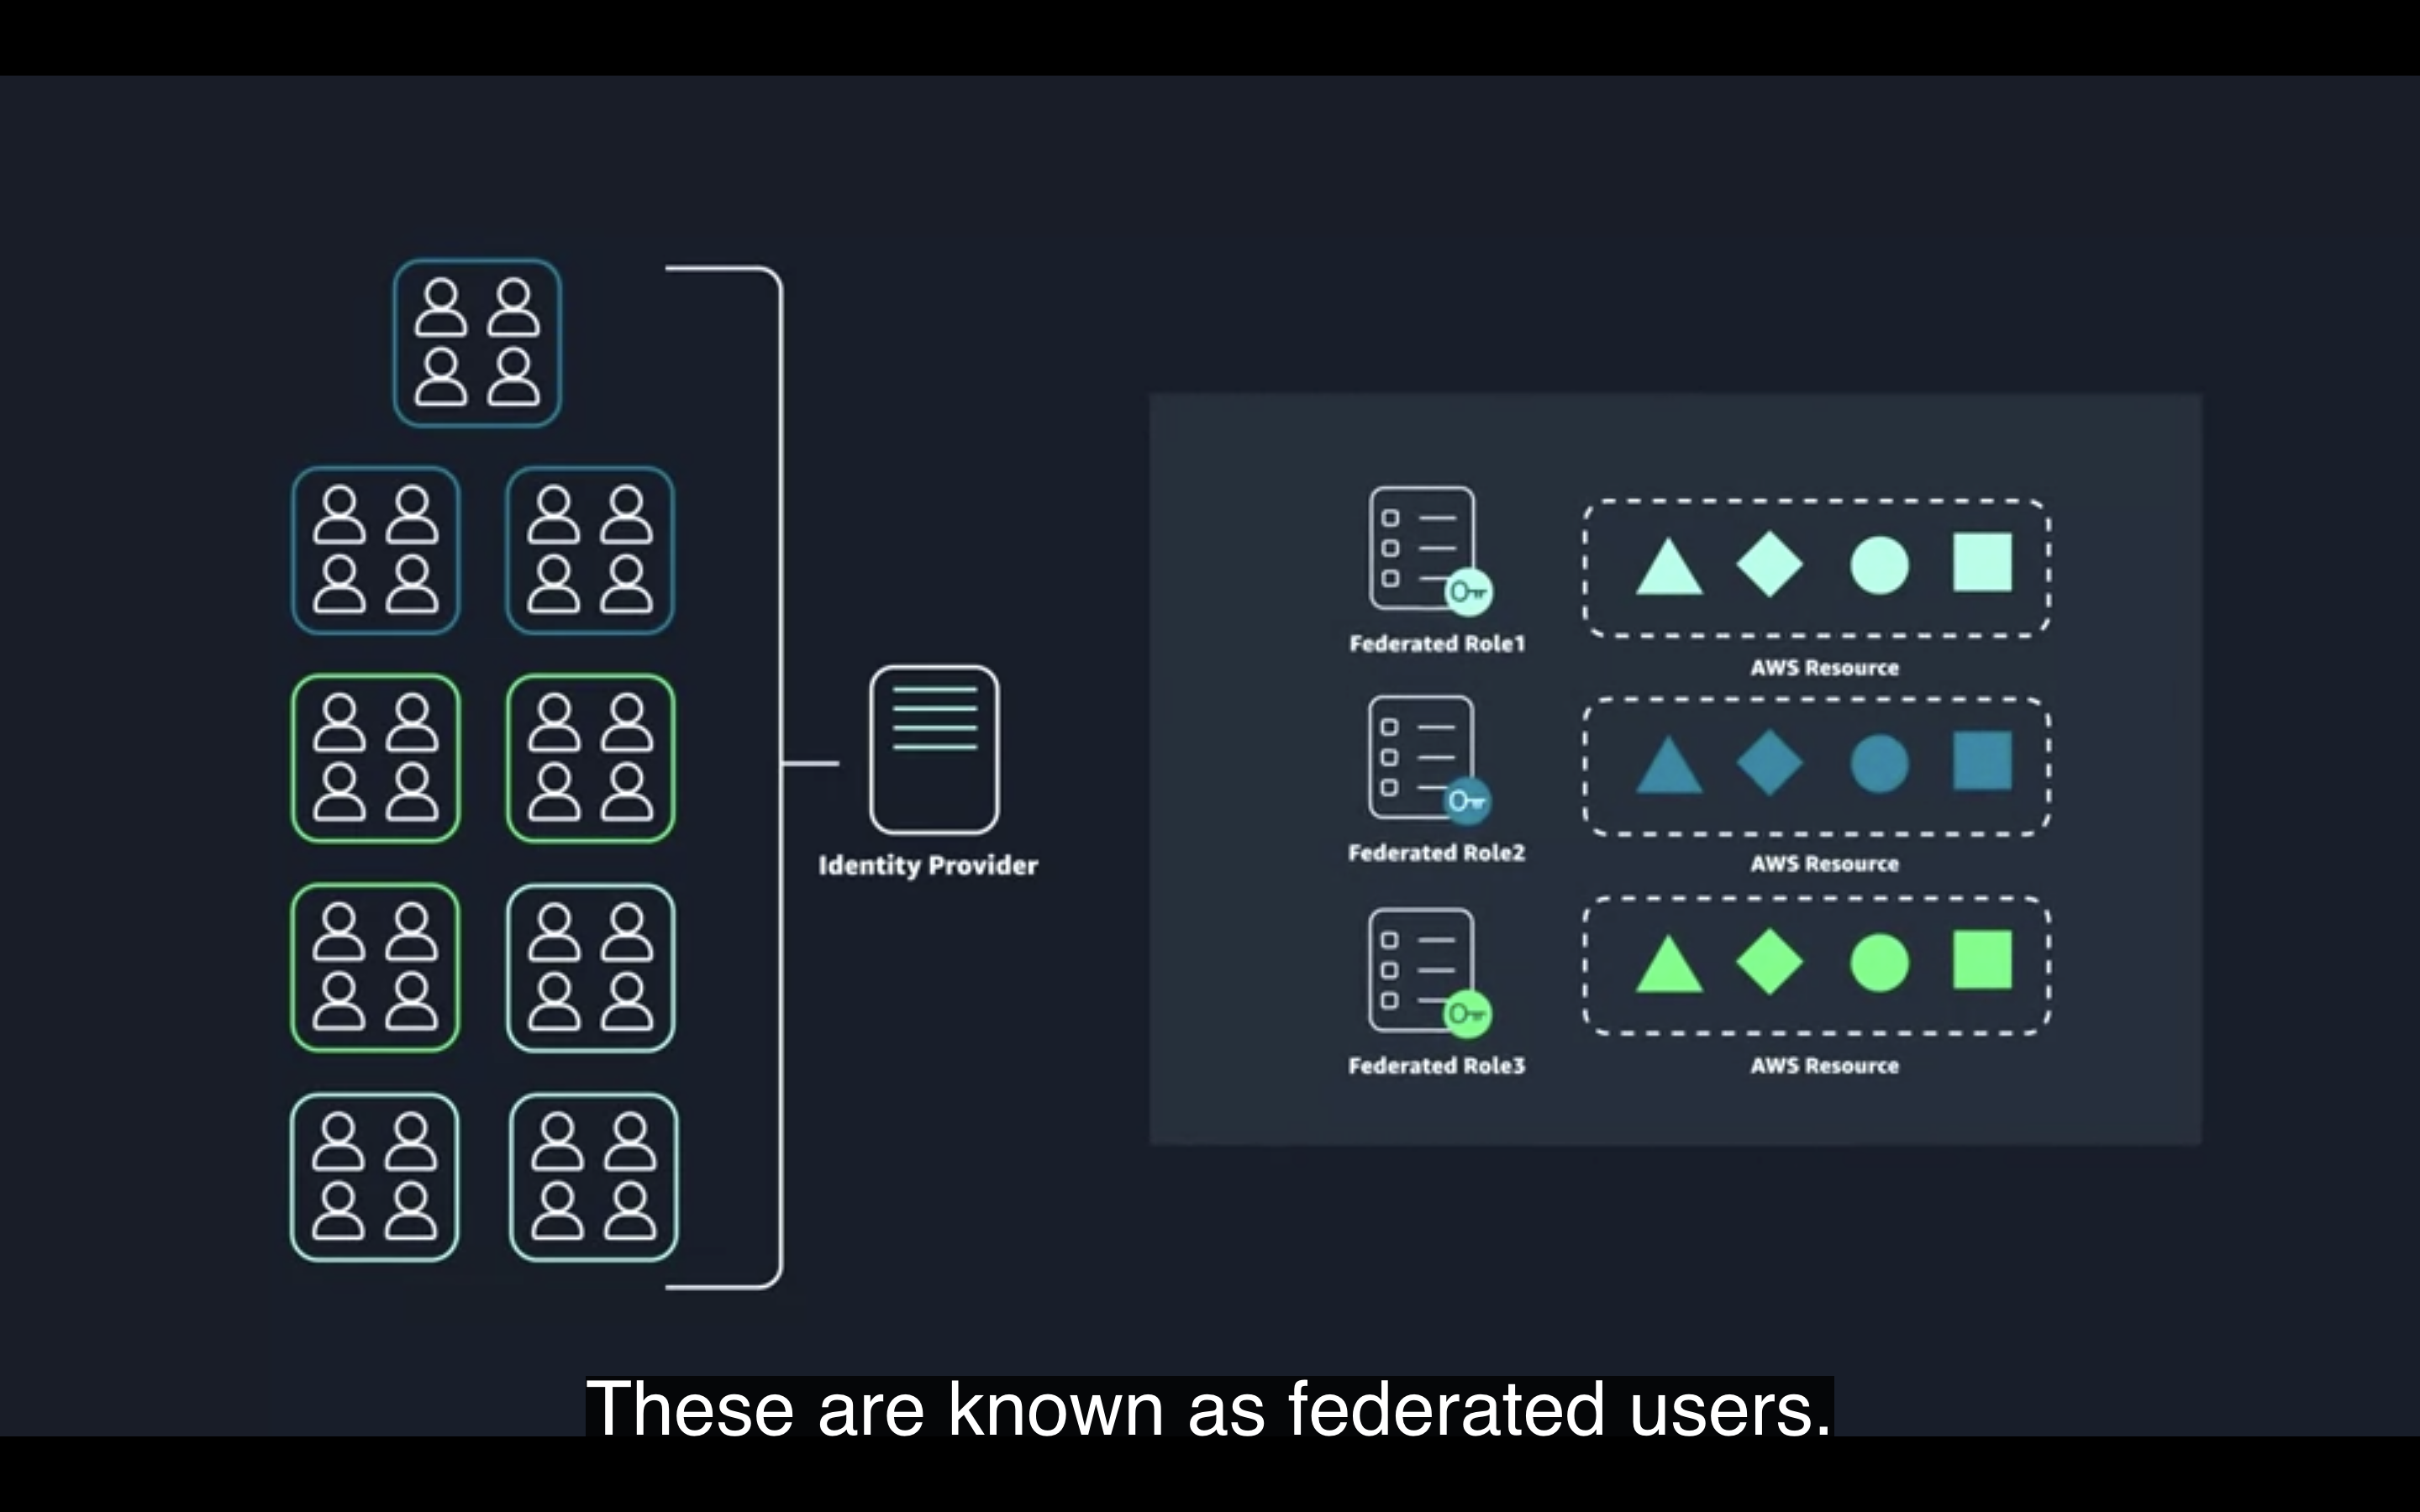 Identity Provider
Federated Role1
AWS Resource
Federated Role2
AWS Resource
Federated Role3
AWS Resource
These are known as federated users.